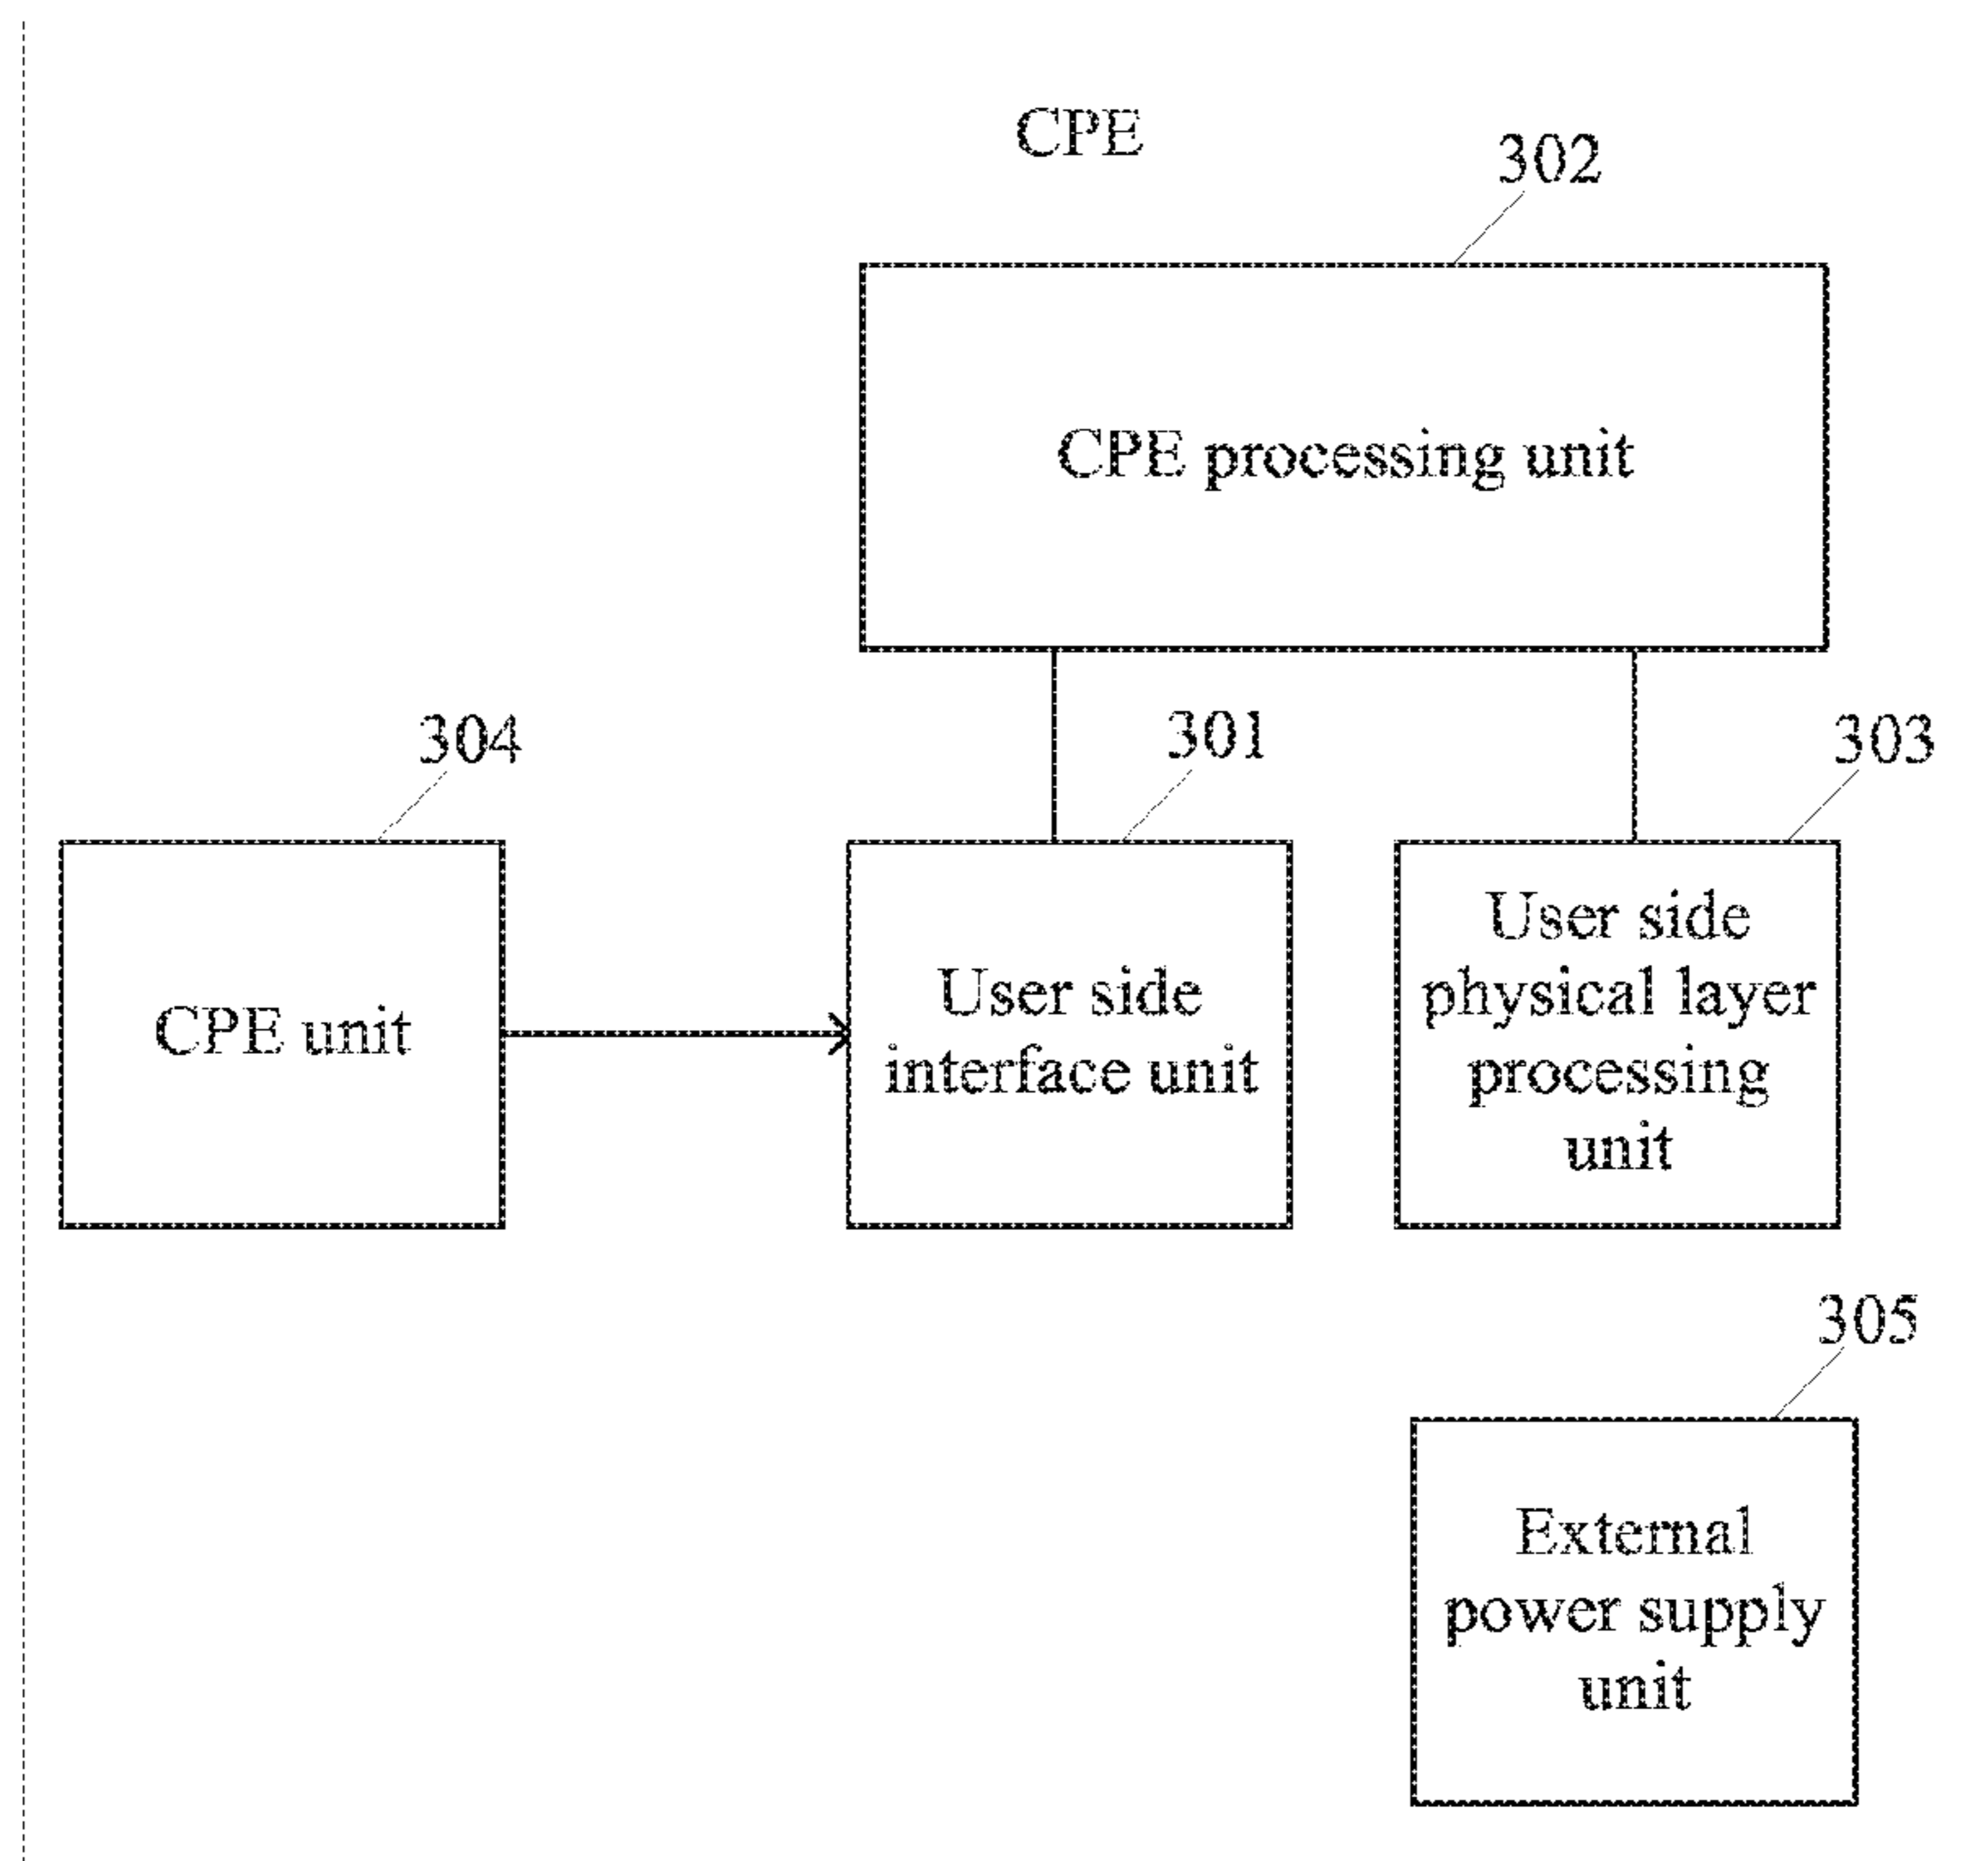 CPE
302
CPE processing unit
304
301
303
CPE unit
User side
interface unit
User side
physical layer
processing
unit
305
External
power supply
unit